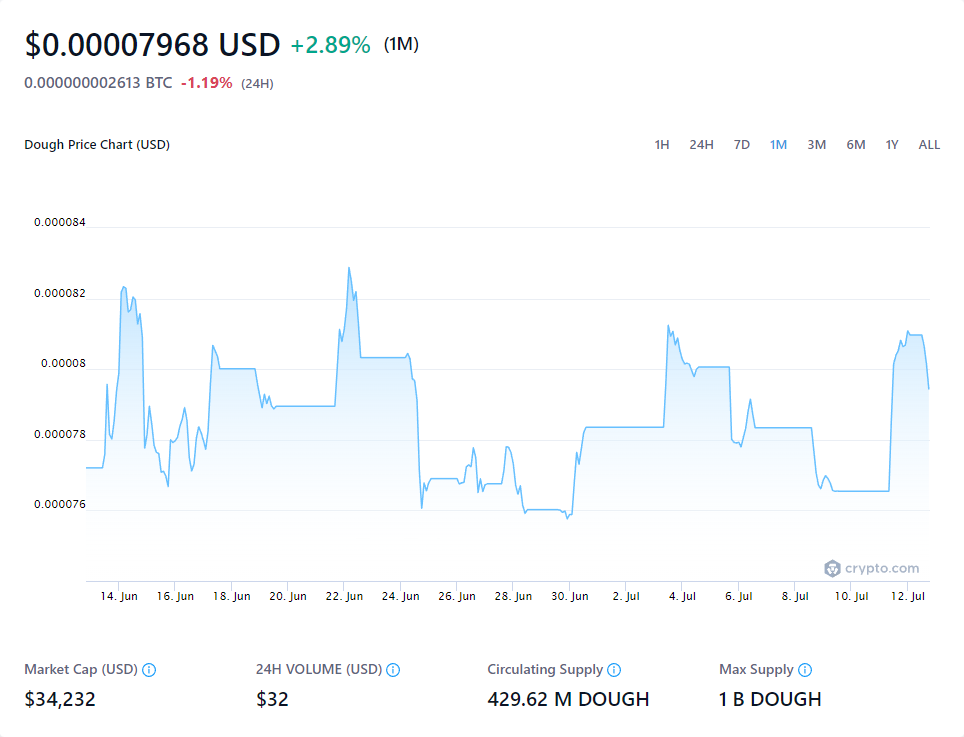 $0.00007968 USD +2.89% (1M)
0.000000002613 BTC -1.19% (24H)
Dough Price Chart (USD) 1H 24H 7D 1M 3M 6M 1Y ALL
0.000084
0.000082
0.00008
0.000078
0.000076
crypto.com
14. Jun 16. Jun 18. Jun 20. Jun 22. Jun 24. Jun 26. Jun 28. Jun 30. Jun 2. Jul 4. Jul 6. Jul 8. Jul 10. Jul 12. Jul
Market Cap (USD) 24H VOLUME (USD) Circulating Supply Max Supply
$34,232 $32 429.62 M DOUGH 1 B DOUGH